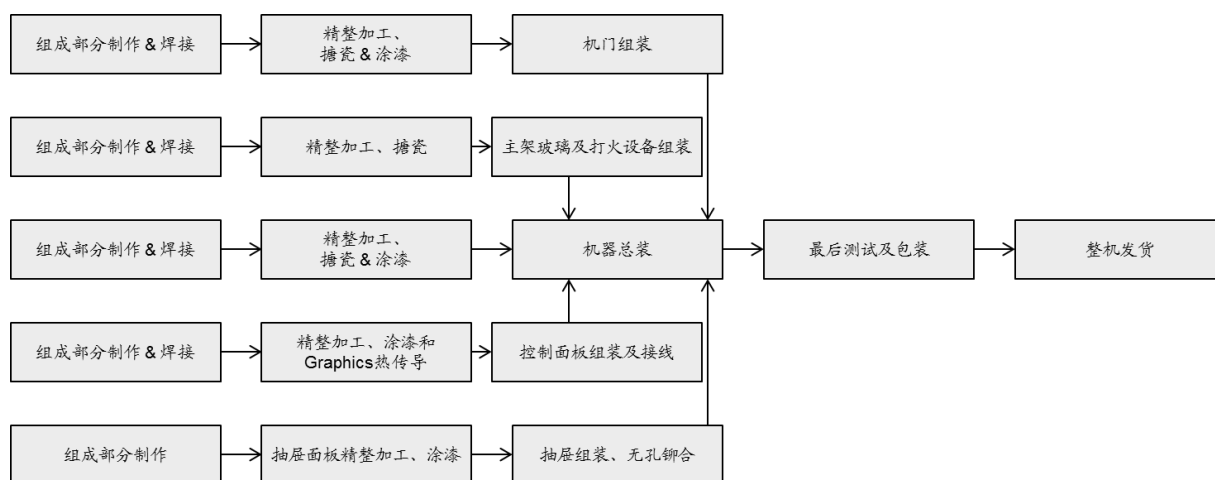 组成部分制作 & 焊接
精整加工、
搪瓷 & 涂漆
机门组装
组成部分制作 & 焊接
精整加工、搪瓷
主架玻璃及打火设备组装
组成部分制作 & 焊接
精整加工、
搪瓷 & 涂漆
机器总装
最后测试及包装
整机发货
组成部分制作 & 焊接
精整加工、涂漆和
Graphics热传导
控制面板组装及接线
组成部分制作
抽屉面板精整加工、涂漆
抽屉组装、无孔铆合